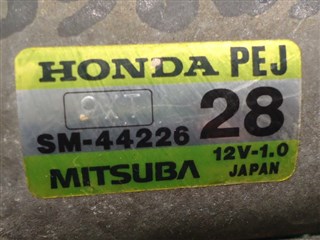 HONDA PEJ
28
SM-44226
MITSUBA
12V-1.0
JAPAN